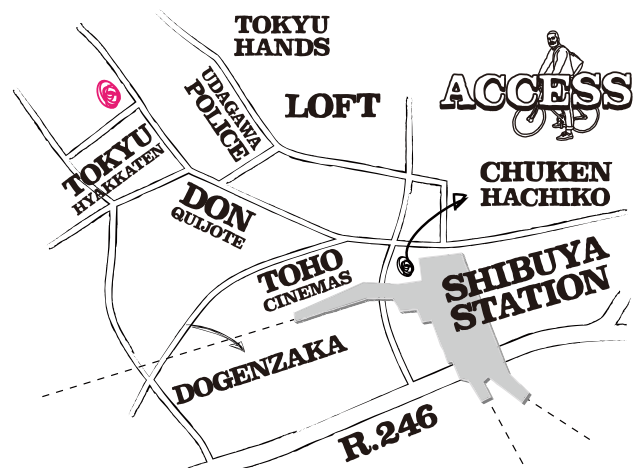 TOKYU
HANDS
ACCESS
UDAGAWA
POLICE
LOFT
TOKYU
HYAKKATEN
CHUKEN
HACHIKO
DON
QUIJOTE
TOHO
CINEMAS
SHIBUYA
STATION
DOGENZAKA
R.246